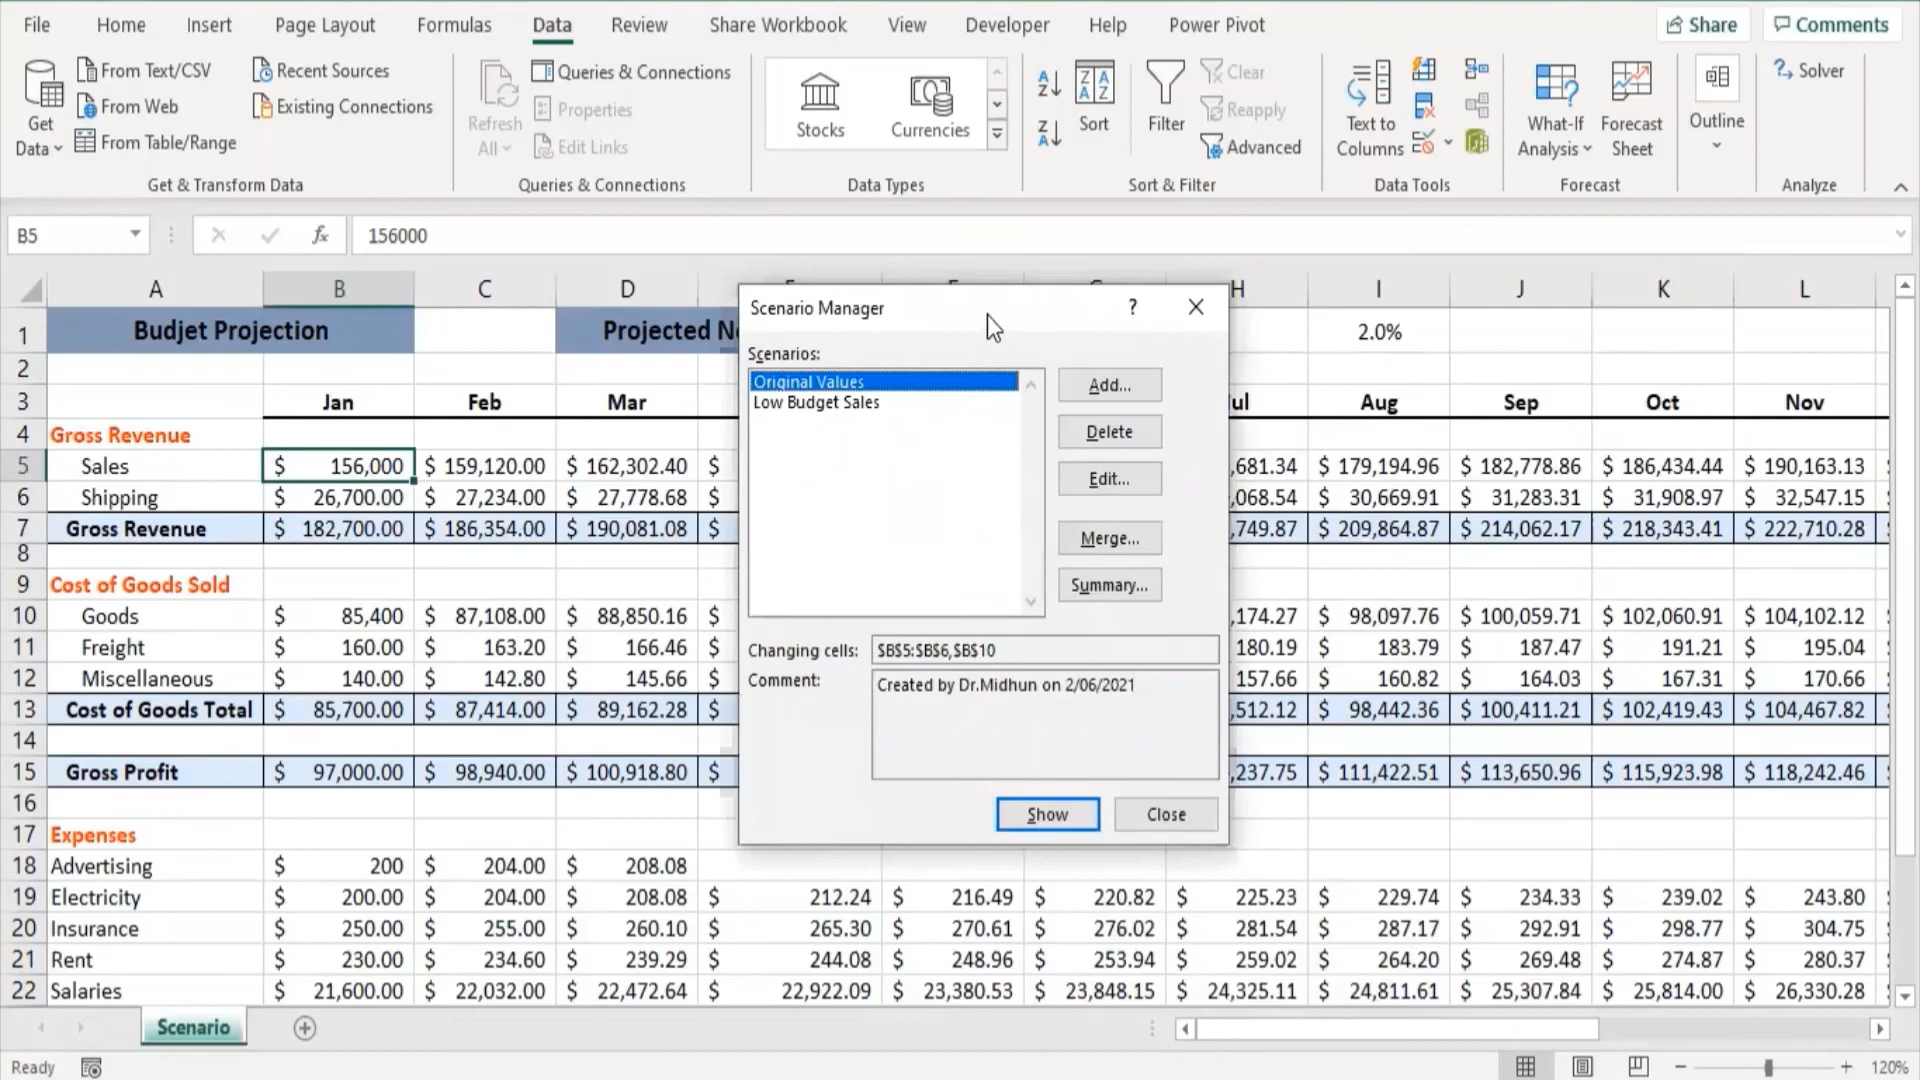 File Home Insert Page Layout Formulas Data Review Share Workbook View Developer Help Power Pivot Share Comments
Get Data
From Text/CSV
From Web
From Table/Range
Recent Sources
Existing Connections
Get & Transform Data
Refresh All
Queries & Connections
Properties
Edit Links
Queries & Connections
Stocks Currencies
Data Types
Sort
Filter
Clear
Reapply
Advanced
Sort & Filter
Text to Columns
Data Tools
What-If Analysis
Forecast Sheet
Forecast
Outline
Solver
Analyze
B5 fx 156000
A B C D H I J K L
1 Budjet Projection Projected N 2.0%
2
3 Jan Feb Mar Aug Sep Oct Nov
4 Gross Revenue
5 Sales $ 156,000 $ 159,120.00 $ 162,302.40 $ ,681.34 $ 179,194.96 $ 182,778.86 $ 186,434.44 $ 190,163.13
6 Shipping $ 26,700.00 $ 27,234.00 $ 27,778.68 $ ,068.54 $ 30,669.91 $ 31,283.31 $ 31,908.97 $ 32,547.15
7 Gross Revenue $ 182,700.00 $ 186,354.00 $ 190,081.08 $ ,749.87 $ 209,864.87 $ 214,062.17 $ 218,343.41 $ 222,710.28
8
9 Cost of Goods Sold
10 Goods $ 85,400 $ 87,108.00 $ 88,850.16 $ ,174.27 $ 98,097.76 $ 100,059.71 $ 102,060.91 $ 104,102.12
11 Freight $ 160.00 $ 163.20 $ 166.46 $ 180.19 $ 183.79 $ 187.47 $ 191.21 $ 195.04
12 Miscellaneous $ 140.00 $ 142.80 $ 145.66 $ 157.66 $ 160.82 $ 164.03 $ 167.31 $ 170.66
13 Cost of Goods Total $ 85,700.00 $ 87,414.00 $ 89,162.28 $ ,512.12 $ 98,442.36 $ 100,411.21 $ 102,419.43 $ 104,467.82
14
15 Gross Profit $ 97,000.00 $ 98,940.00 $ 100,918.80 $ ,237.75 $ 111,422.51 $ 113,650.96 $ 115,923.98 $ 118,242.46
16
17 Expenses
18 Advertising $ 200 $ 204.00 $ 208.08
19 Electricity $ 200.00 $ 204.00 $ 208.08 $ 212.24 $ 216.49 $ 220.82 $ 225.23 $ 229.74 $ 234.33 $ 239.02 $ 243.80
20 Insurance $ 250.00 $ 255.00 $ 260.10 $ 265.30 $ 270.61 $ 276.02 $ 281.54 $ 287.17 $ 292.91 $ 298.77 $ 304.75
21 Rent $ 230.00 $ 234.60 $ 239.29 $ 244.08 $ 248.96 $ 253.94 $ 259.02 $ 264.20 $ 269.48 $ 274.87 $ 280.37
22 Salaries $ 21,600.00 $ 22,032.00 $ 22,472.64 $ 22,922.09 $ 23,380.53 $ 23,848.15 $ 24,325.11 $ 24,811.61 $ 25,307.84 $ 25,814.00 $ 26,330.28
Scenario Manager ?
Scenarios:
Original Values
Low Budget Sales
Add...
Delete
Edit...
Merge...
Summary...
Changing cells: $B$5:$B$6,$B$10
Comment: Created by Dr.Midhun on 2/06/2021
Show Close
Scenario
Ready 120%